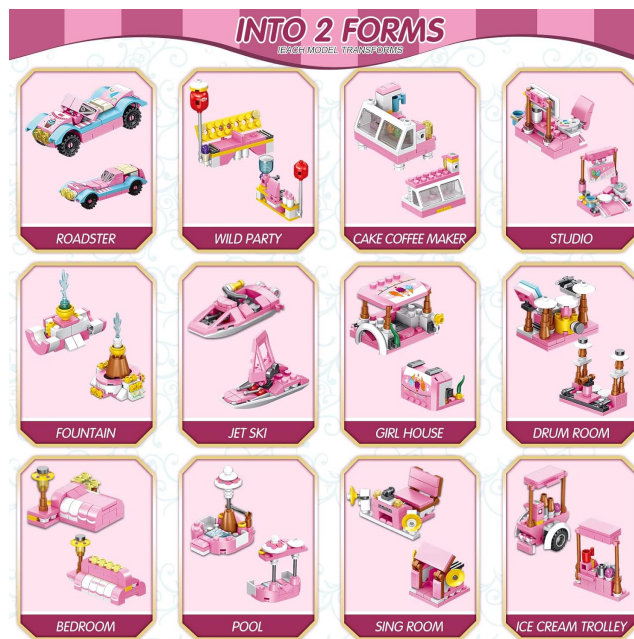 INTO 2 FORMS
(EACH MODEL TRANSFORMS
ROADSTER
WILD PARTY
CAKE COFFEE MAKER
STUDIO
FOUNTAIN
JET SKI
GIRL HOUSE
DRUM ROOM
BEDROOM
POOL
SING ROOM
ICE CREAM TROLLEY